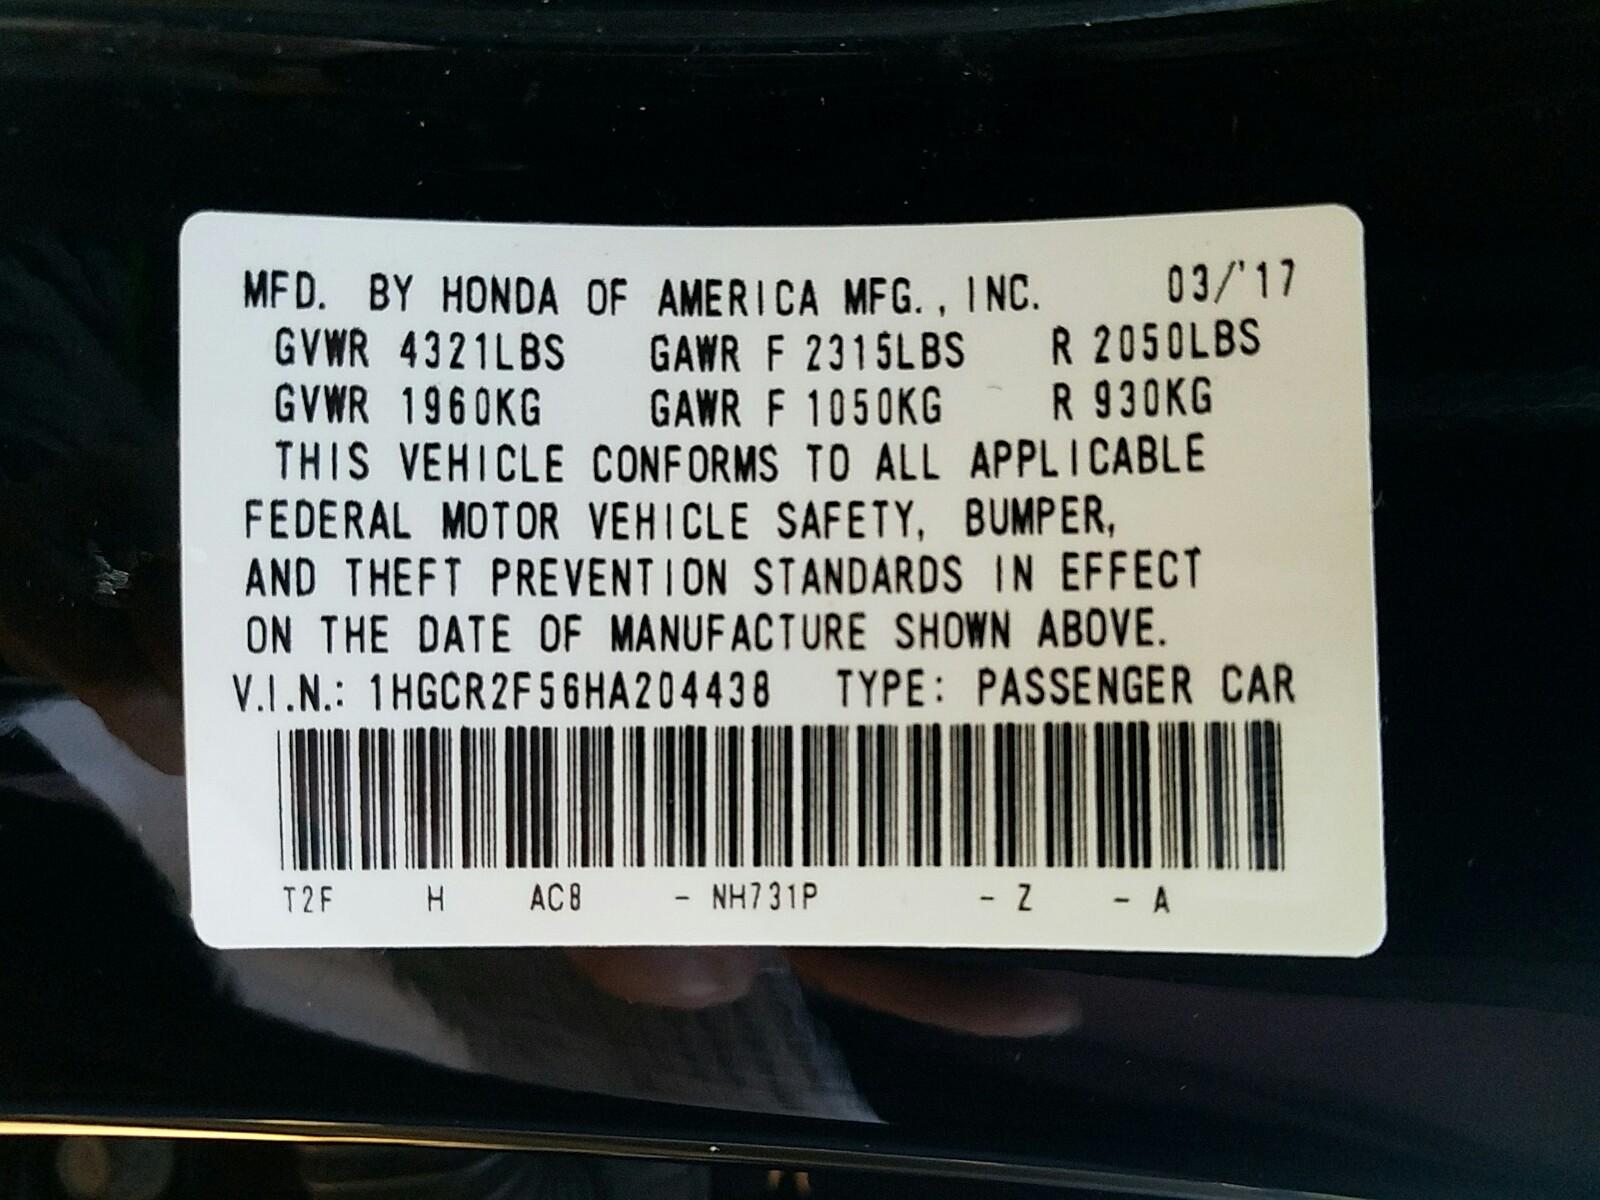 MFD. BY HONDA OF AMERICA MFG., INC. 03/'17
GVWR 4321LBS GAWR F 2315LBS R 2050LBS
GVWR 1960KG GAWR F 1050KG R 930KG
THIS VEHICLE CONFORMS TO ALL APPLICABLE
FEDERAL MOTOR VEHICLE SAFETY, BUMPER,
AND THEFT PREVENTION STANDARDS IN EFFECT
ON THE DATE OF MANUFACTURE SHOWN ABOVE.
V.I.N.: 1HGCR2F56HA204438 TYPE: PASSENGER CAR
T2F H AC8 - NH731P - Z - A